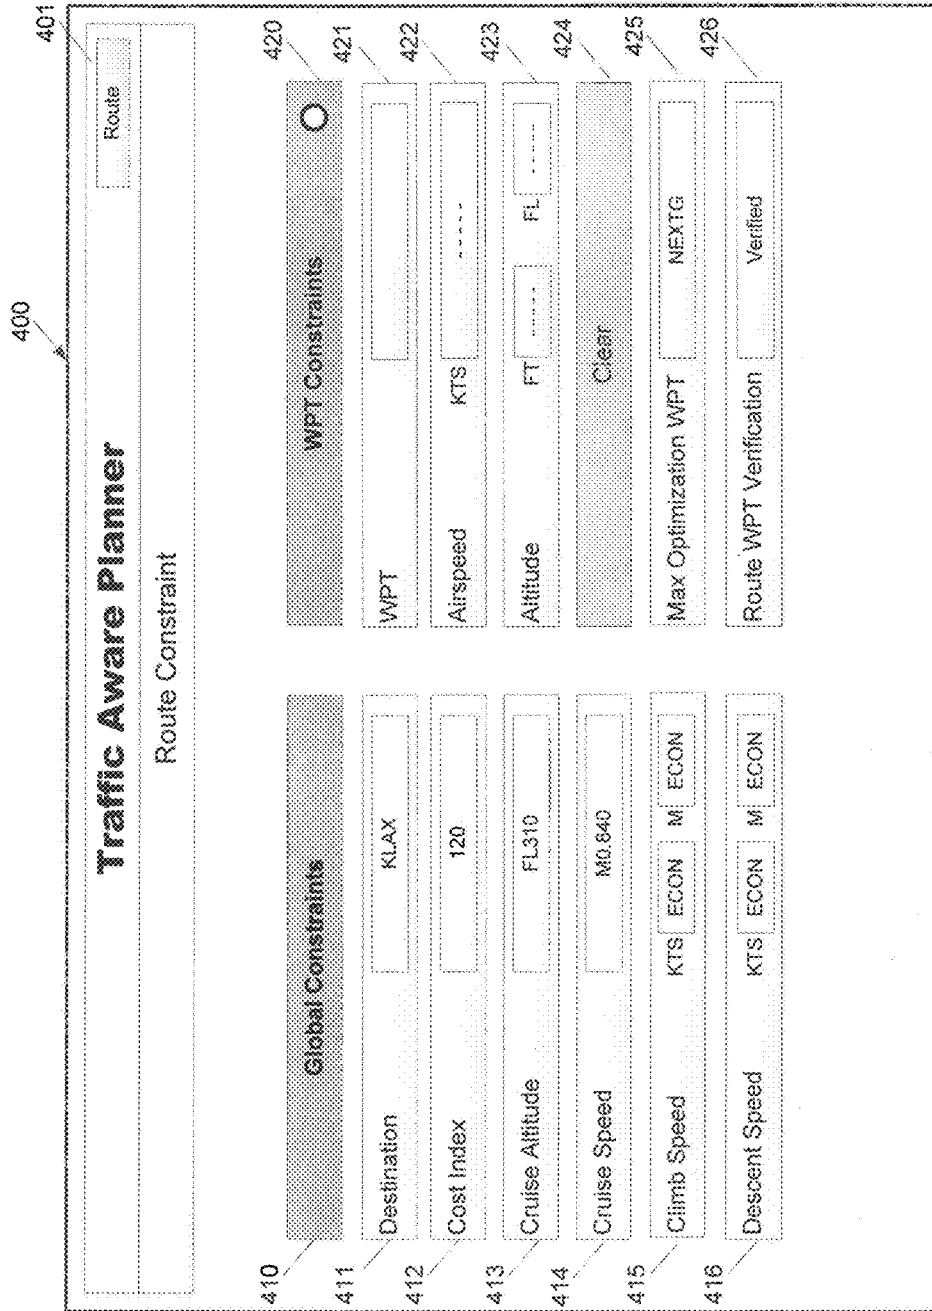 400
401
Traffic Aware Planner
Route
Route Constraint
410
Global Constraints
411
Destination
KLAX
412
Cost Index
120
413
Cruise Altitude
FL310
414
Cruise Speed
M0.640
415
Climb Speed
KTS ECON M ECON
416
Descent Speed
KTS ECON M ECON
WPT Constraints
420
WPT
421
Airspeed
KTS -----
422
Altitude
FT ----- FL -----
423
Clear
424
Max Optimization WPT
NEXTG
425
Route WPT Verification
Verified
426